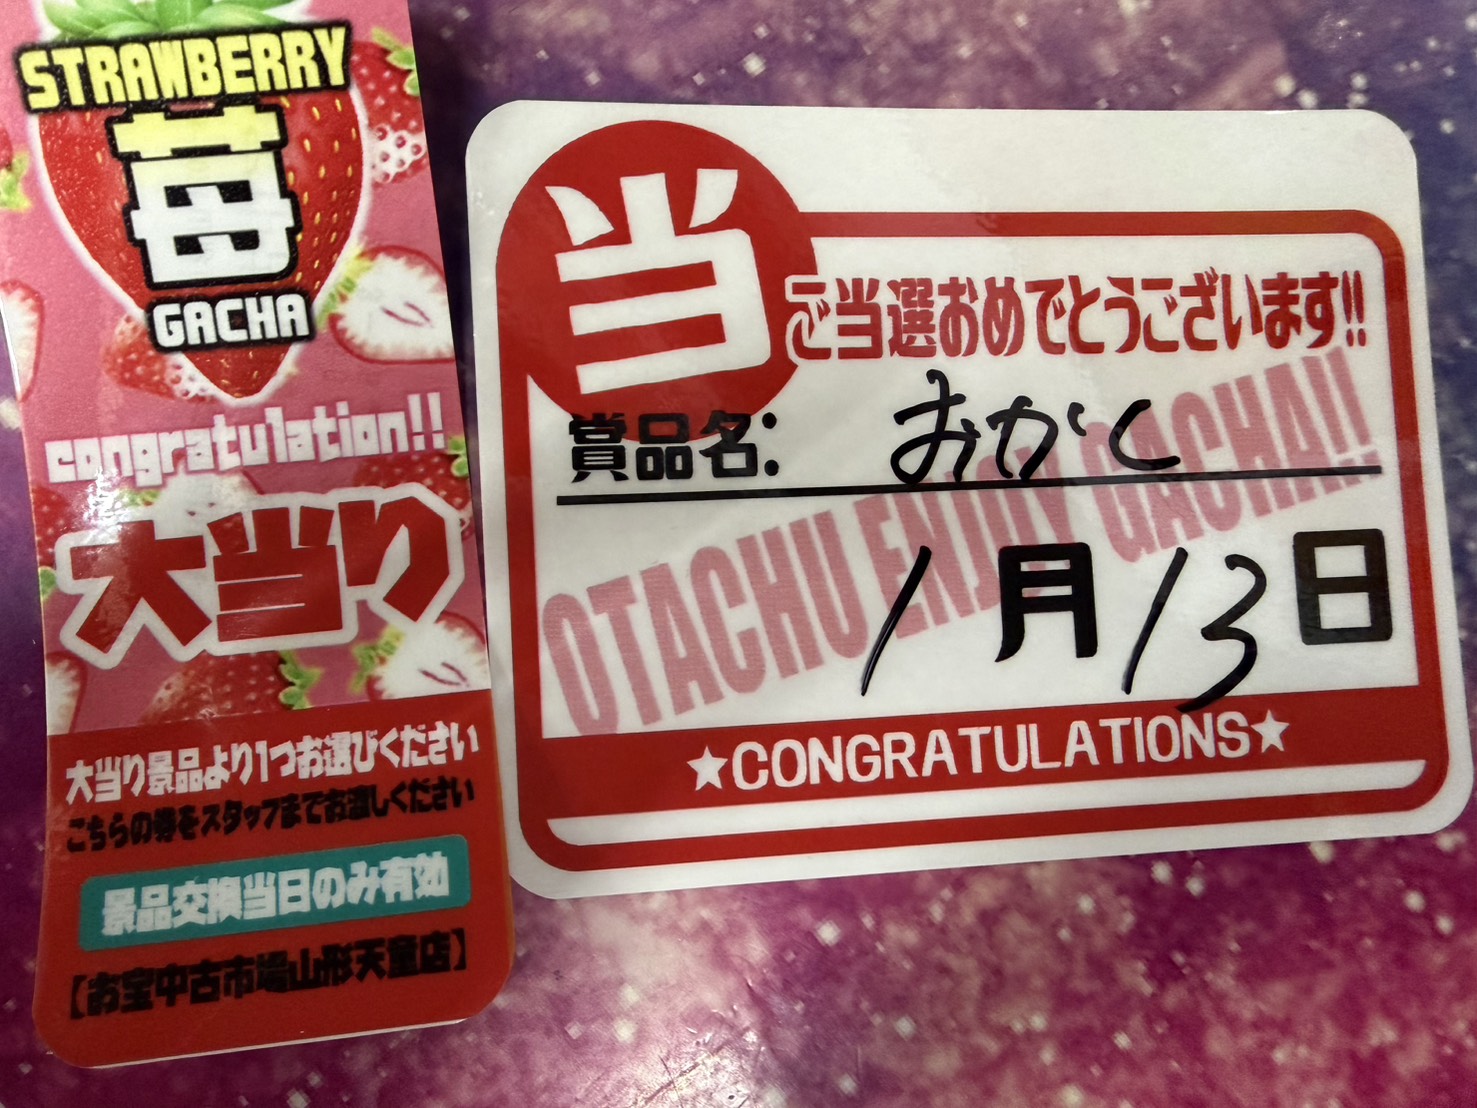 STRAWBERRY
苺
GACHA
congratulation!!
大当り
大当り景品より1つお選びください
こちらの券をスタッフまでお渡しください
景品交換当日のみ有効
【お宝中古市場山形天童店】
当
ご当選おめでとうございます!!
賞品名: おかし
OTACHU ENJOY GACHA!!
1月13日
★CONGRATULATIONS★